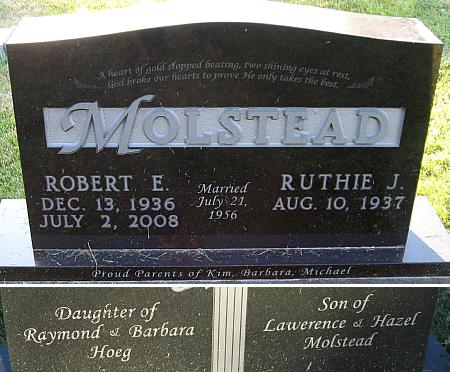 A heart of gold stopped beating, two shining eyes at rest,
God broke our hearts to prove He only takes the best.
MOLSTEAD
ROBERT E.
DEC. 13, 1936
JULY 2, 2008
Married
July 21,
1956
RUTHIE J.
AUG. 10, 1937
Proud Parents of Kim, Barbara, Michael
Daughter of
Raymond & Barbara
Hoeg
Son of
Lawerence & Hazel
Molstead